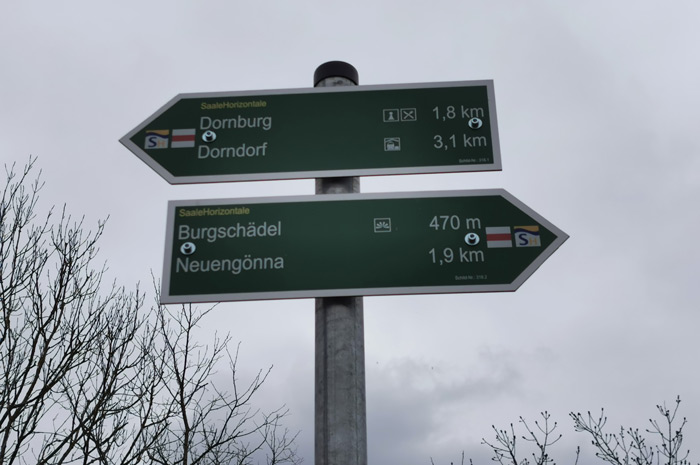 SaaleHorizontale
Dornburg 1,8 km
Dorndorf 3,1 km
SaaleHorizontale
Burgschädel 470 m
Neuengönna 1,9 km